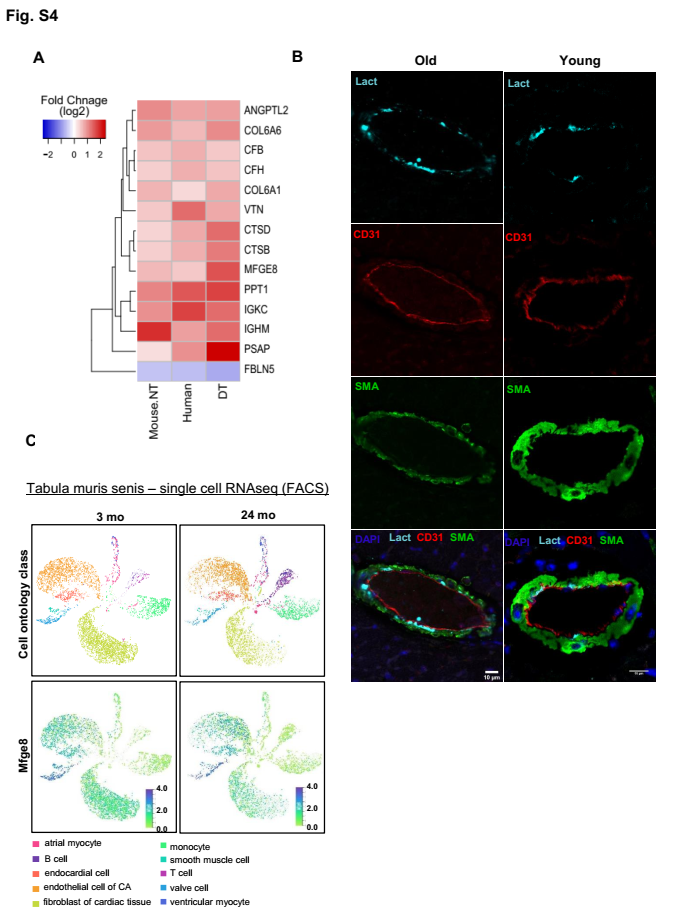 Fig. S4
A
Fold Chnage
(log2)
−2 0 1 2
ANGPTL2
COL6A6
CFB
CFH
COL6A1
VTN
CTSD
CTSB
MFGE8
PPT1
IGKC
IGHM
PSAP
FBLN5
Mouse.NT
Human
DT
B
Old
Young
Lact
Lact
CD31
CD31
SMA
SMA
DAPI Lact CD31 SMA
DAPI Lact CD31 SMA
10 µm
C
Tabula muris senis – single cell RNAseq (FACS)
3 mo
24 mo
Cell ontology class
Mfge8
4.0
2.0
0.0
4.0
2.0
0.0
atrial myocyte
B cell
endocardial cell
endothelial cell of CA
fibroblast of cardiac tissue
monocyte
smooth muscle cell
T cell
valve cell
ventricular myocyte